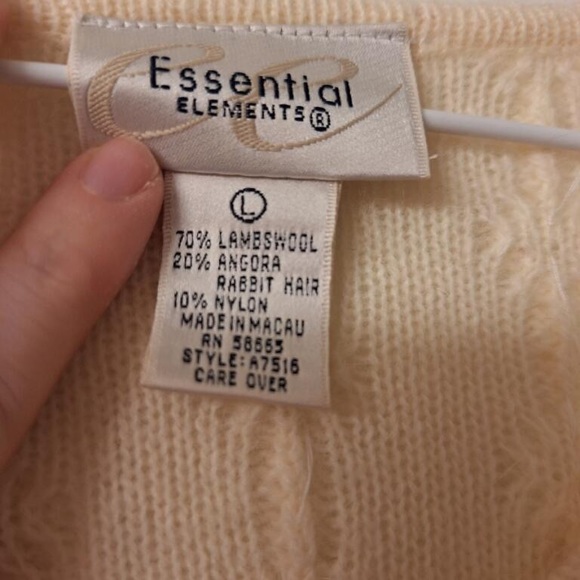 Essential
ELEMENTS®
L
70% LAMBSWOOL
20% ANGORA
RABBIT HAIR
10% NYLON
MADE IN MACAU
RN 58665
STYLE: A7516
CARE OVER